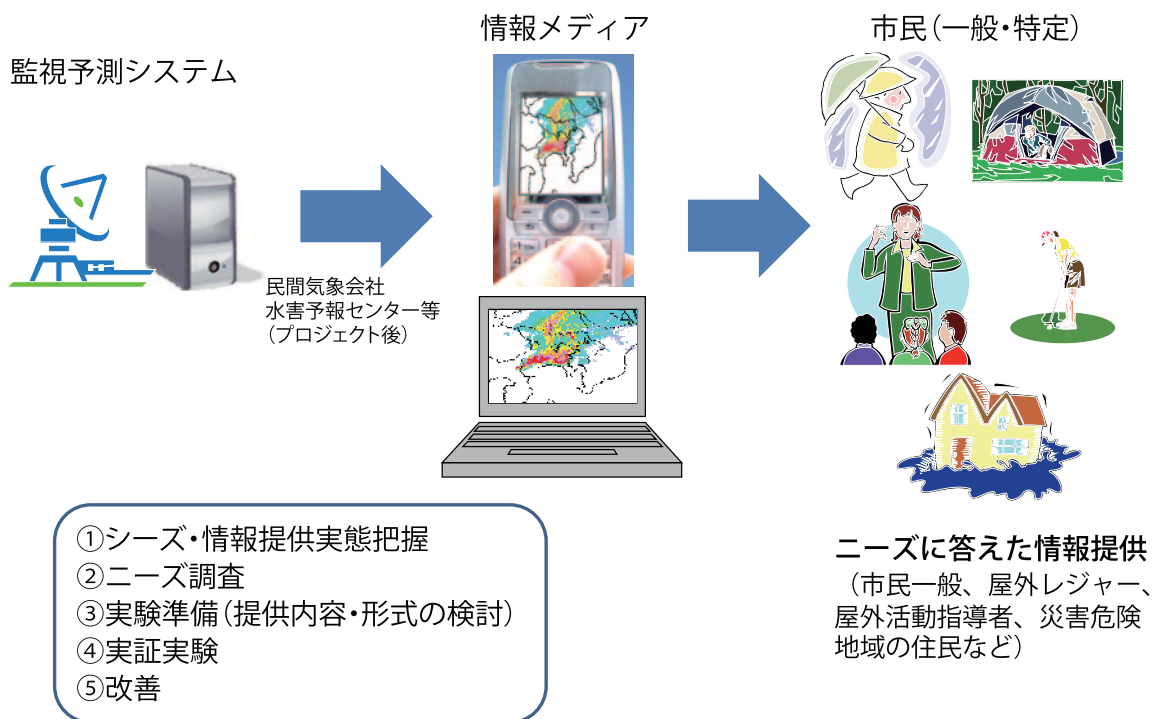 監視予測システム
情報メディア
市民(一般・特定)
民間気象会社
水害予報センター等
(プロジェクト後)
①シーズ・情報提供実態把握
②ニーズ調査
③実験準備(提供内容・形式の検討)
④実証実験
⑤改善
ニーズに答えた情報提供
(市民一般、屋外レジャー、
屋外活動指導者、災害危険
地域の住民など)